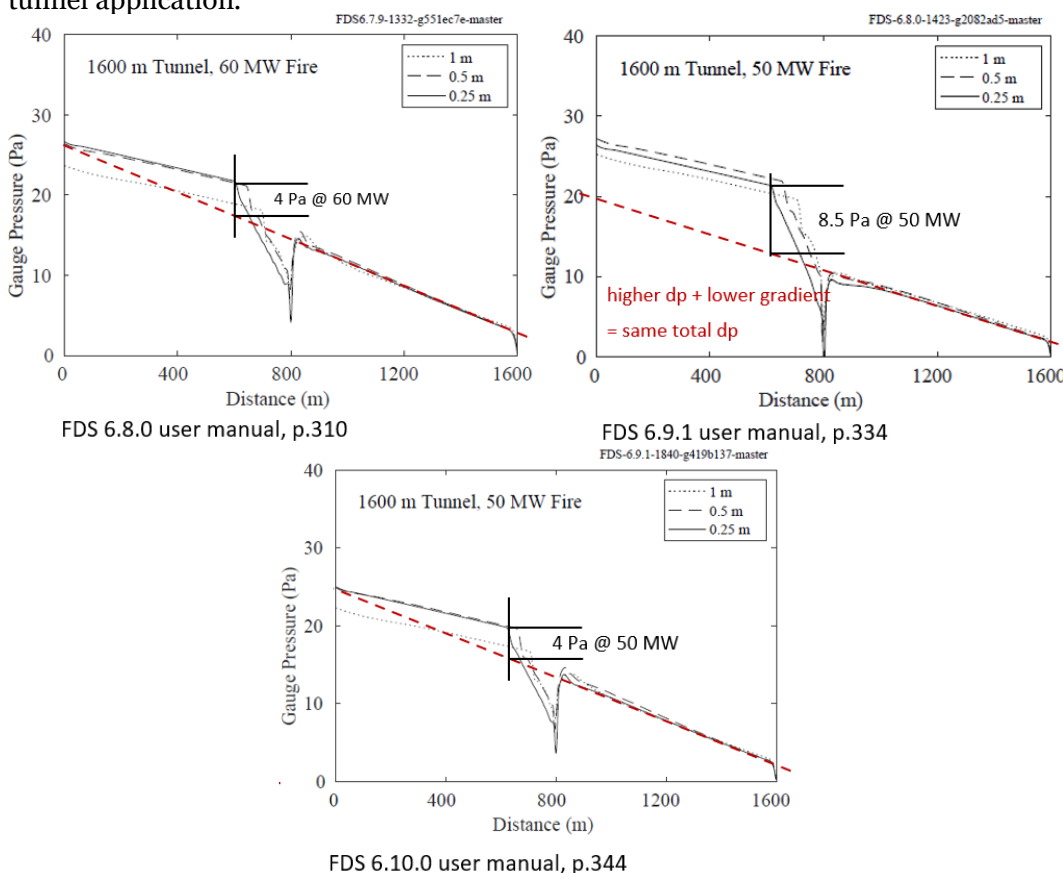 tunnel application.
FDS6.7.9-1332-g551ec7e-master
40
30
20
10
0
Gauge Pressure (Pa)
1600 m Tunnel, 60 MW Fire
1 m
0.5 m
0.25 m
4 Pa @ 60 MW
0 400 800 1200 1600
Distance (m)
FDS 6.8.0 user manual, p.310
FDS-6.8.0-1423-g2082ad5-master
40
30
20
10
0
Gauge Pressure (Pa)
1600 m Tunnel, 50 MW Fire
1 m
0.5 m
0.25 m
8.5 Pa @ 50 MW
higher dp + lower gradient
= same total dp
0 400 800 1200 1600
Distance (m)
FDS 6.9.1 user manual, p.334
FDS-6.9.1-1840-g419b137-master
40
30
20
10
0
Gauge Pressure (Pa)
1600 m Tunnel, 50 MW Fire
1 m
0.5 m
0.25 m
4 Pa @ 50 MW
0 400 800 1200 1600
Distance (m)
FDS 6.10.0 user manual, p.344